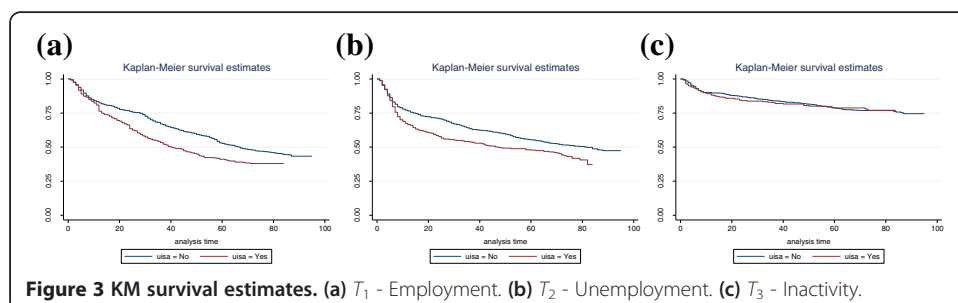 (a)
Kaplan-Meier survival estimates
1.00
0.75
0.50
0.25
0.00
0 20 40 60 80 100
analysis time
uisa = No uisa = Yes
(b)
Kaplan-Meier survival estimates
1.00
0.75
0.50
0.25
0.00
0 20 40 60 80 100
analysis time
uisa = No uisa = Yes
(c)
Kaplan-Meier survival estimates
1.00
0.75
0.50
0.25
0.00
0 20 40 60 80 100
analysis time
uisa = No uisa = Yes
Figure 3 KM survival estimates. (a) T₁ - Employment. (b) T₂ - Unemployment. (c) T₃ - Inactivity.